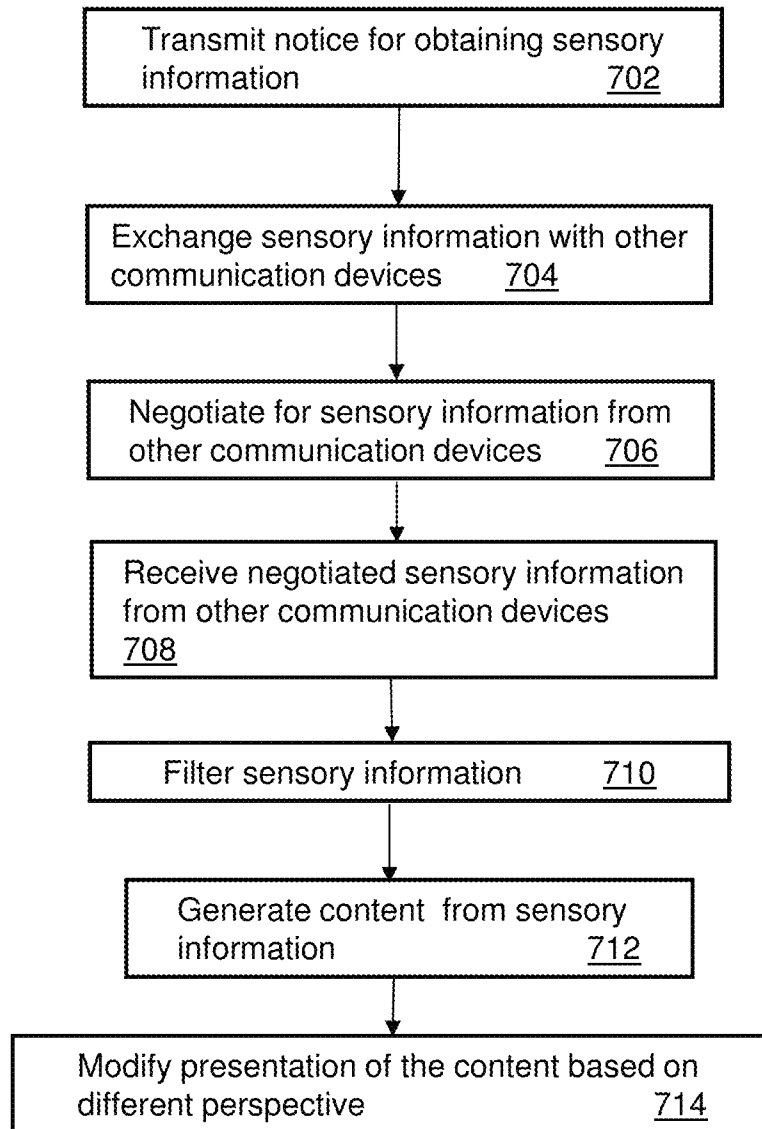 Transmit notice for obtaining sensory
information 702
Exchange sensory information with other
communication devices 704
Negotiate for sensory information from
other communication devices 706
Receive negotiated sensory information
from other communication devices
708
Filter sensory information 710
Generate content from sensory
information 712
Modify presentation of the content based on
different perspective 714